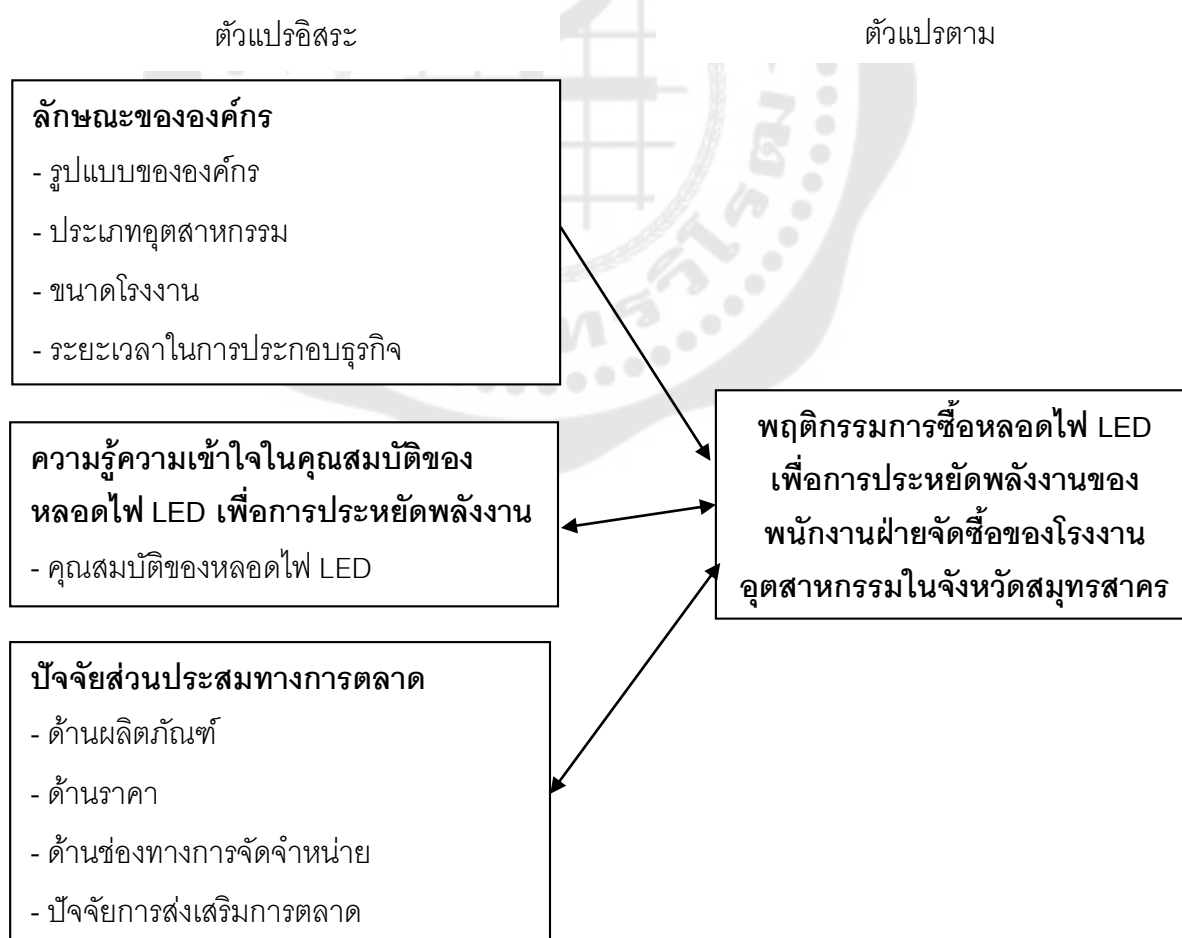 ตัวแปรอิสระ
ตัวแปรตาม
ลักษณะขององค์กร
- รูปแบบขององค์กร
- ประเภทอุตสาหกรรม
- ขนาดโรงงาน
- ระยะเวลาในการประกอบธุรกิจ
ความรู้ความเข้าใจในคุณสมบัติของ
หลอดไฟ LED เพื่อการประหยัดพลังงาน
- คุณสมบัติของหลอดไฟ LED
ปัจจัยส่วนประสมทางการตลาด
- ด้านผลิตภัณฑ์
- ด้านราคา
- ด้านช่องทางการจัดจำหน่าย
- ปัจจัยการส่งเสริมการตลาด
พฤติกรรมการซื้อหลอดไฟ LED
เพื่อการประหยัดพลังงานของ
พนักงานฝ่ายจัดซื้อของโรงงาน
อุตสาหกรรมในจังหวัดสมุทรสาคร